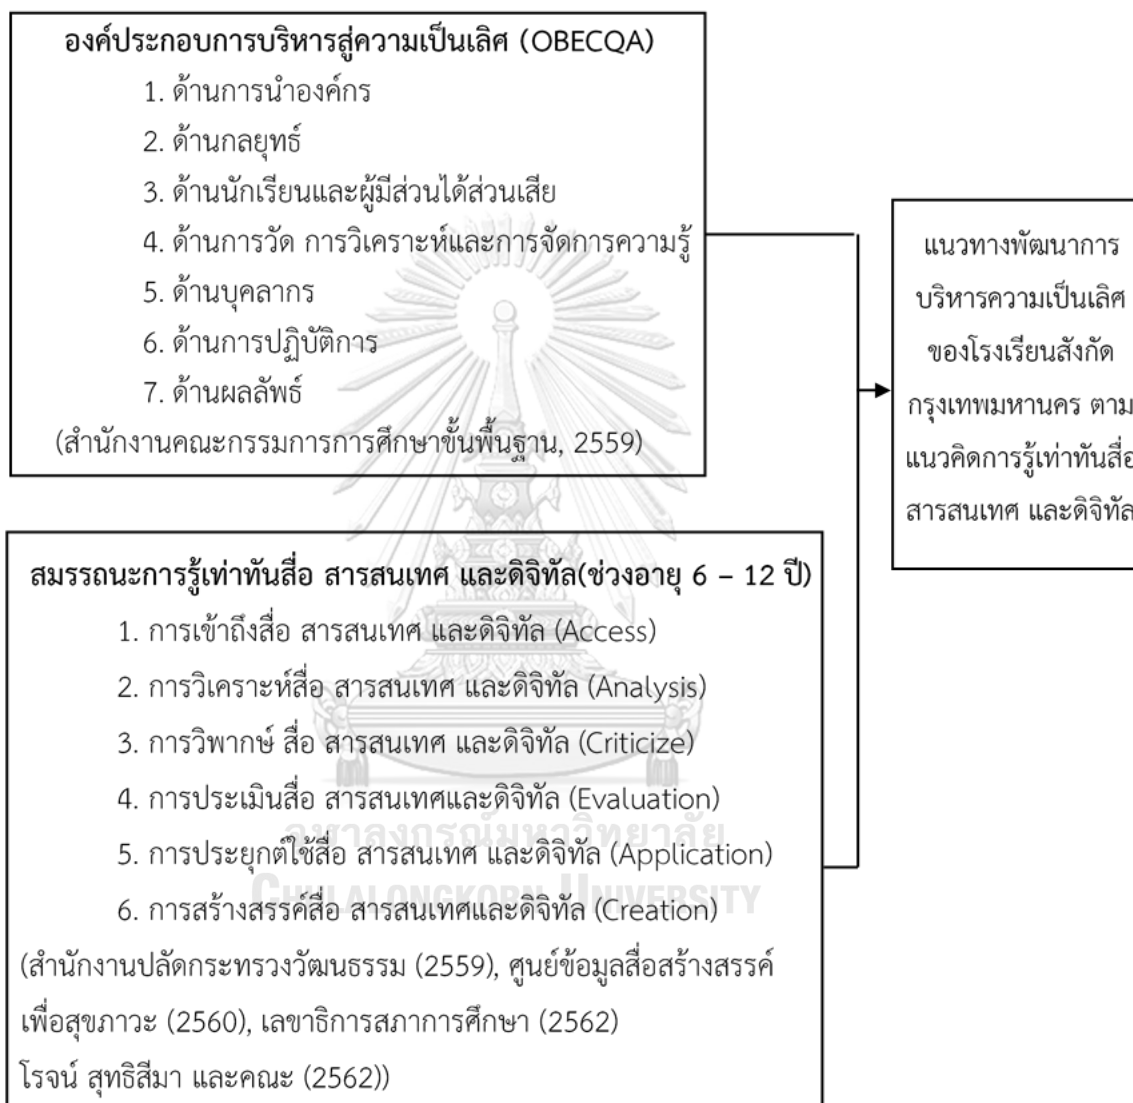 องค์ประกอบการบริหารสู่ความเป็นเลิศ (OBECQA)
1. ด้านการนำองค์กร
2. ด้านกลยุทธ์
3. ด้านนักเรียนและผู้มีส่วนได้ส่วนเสีย
4. ด้านการวัด การวิเคราะห์และการจัดการความรู้
5. ด้านบุคลากร
6. ด้านการปฏิบัติการ
7. ด้านผลลัพธ์
(สำนักงานคณะกรรมการการศึกษาขั้นพื้นฐาน, 2559)
แนวทางพัฒนาการ
บริหารความเป็นเลิศ
ของโรงเรียนสังกัด
กรุงเทพมหานคร ตาม
แนวคิดการรู้เท่าทันสื่อ
สารสนเทศ และดิจิทัล
สมรรถนะการรู้เท่าทันสื่อ สารสนเทศ และดิจิทัล(ช่วงอายุ 6 – 12 ปี)
1. การเข้าถึงสื่อ สารสนเทศ และดิจิทัล (Access)
2. การวิเคราะห์สื่อ สารสนเทศ และดิจิทัล (Analysis)
3. การวิพากษ์ สื่อ สารสนเทศ และดิจิทัล (Criticize)
4. การประเมินสื่อ สารสนเทศและดิจิทัล (Evaluation)
5. การประยุกต์ใช้สื่อ สารสนเทศ และดิจิทัล (Application)
6. การสร้างสรรค์สื่อ สารสนเทศและดิจิทัล (Creation)
(สำนักงานปลัดกระทรวงวัฒนธรรม (2559), ศูนย์ข้อมูลสื่อสร้างสรรค์
เพื่อสุขภาวะ (2560), เลขาธิการสภาการศึกษา (2562)
โรจน์ สุทธิสีมา และคณะ (2562))
จุฬาลงกรณ์มหาวิทยาลัย
CHULALONGKORN UNIVERSITY